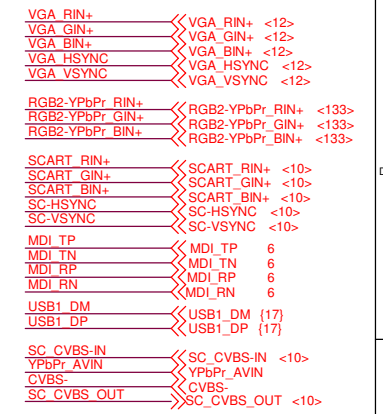 VGA_RIN+ VGA_RIN+ <12>
VGA_GIN+ VGA_GIN+ <12>
VGA_BIN+ VGA_BIN+ <12>
VGA_HSYNC VGA_HSYNC <12>
VGA_VSYNC VGA_VSYNC <12>
RGB2-YPbPr_RIN+ RGB2-YPbPr_RIN+ <133>
RGB2-YPbPr_GIN+ RGB2-YPbPr_GIN+ <133>
RGB2-YPbPr_BIN+ RGB2-YPbPr_BIN+ <133>
SCART_RIN+ SCART_RIN+ <10>
SCART_GIN+ SCART_GIN+ <10>
SCART_BIN+ SCART_BIN+ <10>
SC-HSYNC SC-HSYNC <10>
SC-VSYNC SC-VSYNC <10>
MDI_TP MDI_TP 6
MDI_TN MDI_TN 6
MDI_RP MDI_RP 6
MDI_RN MDI_RN 6
USB1_DM USB1_DM {17}
USB1_DP USB1_DP {17}
SC_CVBS-IN SC_CVBS-IN <10>
YPbPr_AVIN YPbPr_AVIN
CVBS- CVBS-
SC_CVBS_OUT SC_CVBS_OUT <10>